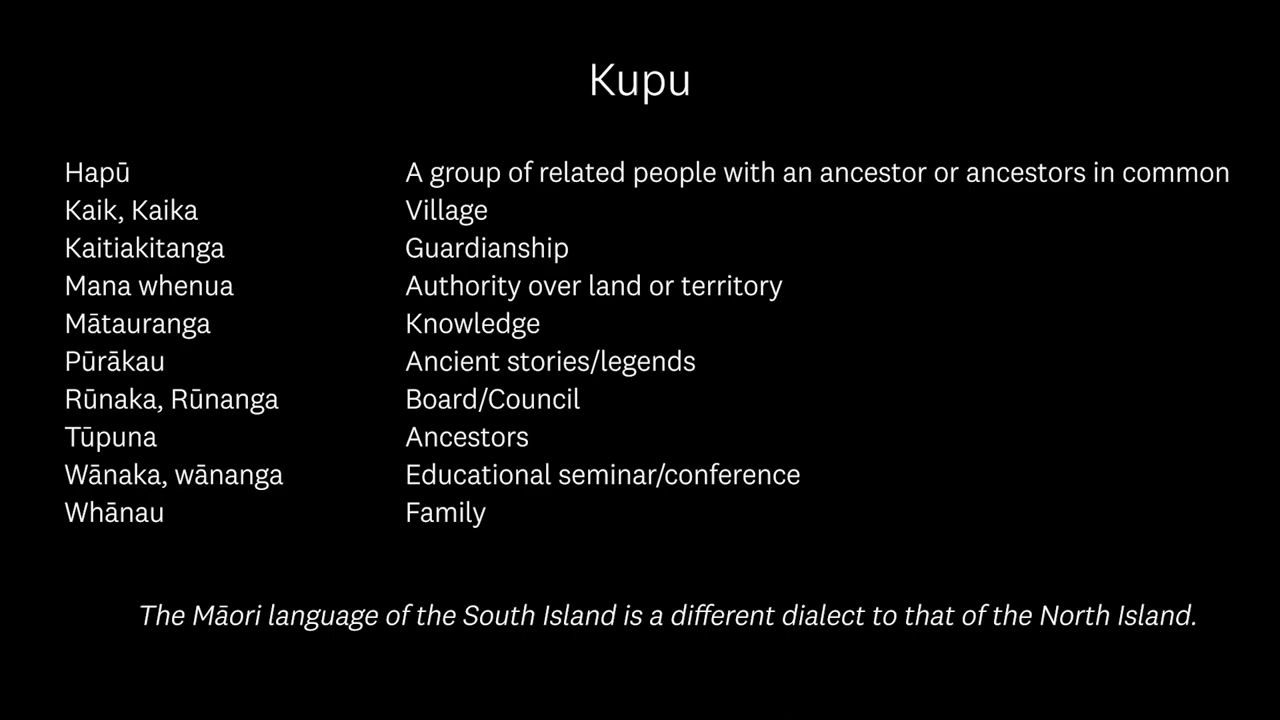 Kupu
Hapū A group of related people with an ancestor or ancestors in common
Kaik, Kaika Village
Kaitiakitanga Guardianship
Mana whenua Authority over land or territory
Mātauranga Knowledge
Pūrākau Ancient stories/legends
Rūnaka, Rūnanga Board/Council
Tūpuna Ancestors
Wānaka, wānanga Educational seminar/conference
Whānau Family
The Māori language of the South Island is a different dialect to that of the North Island.